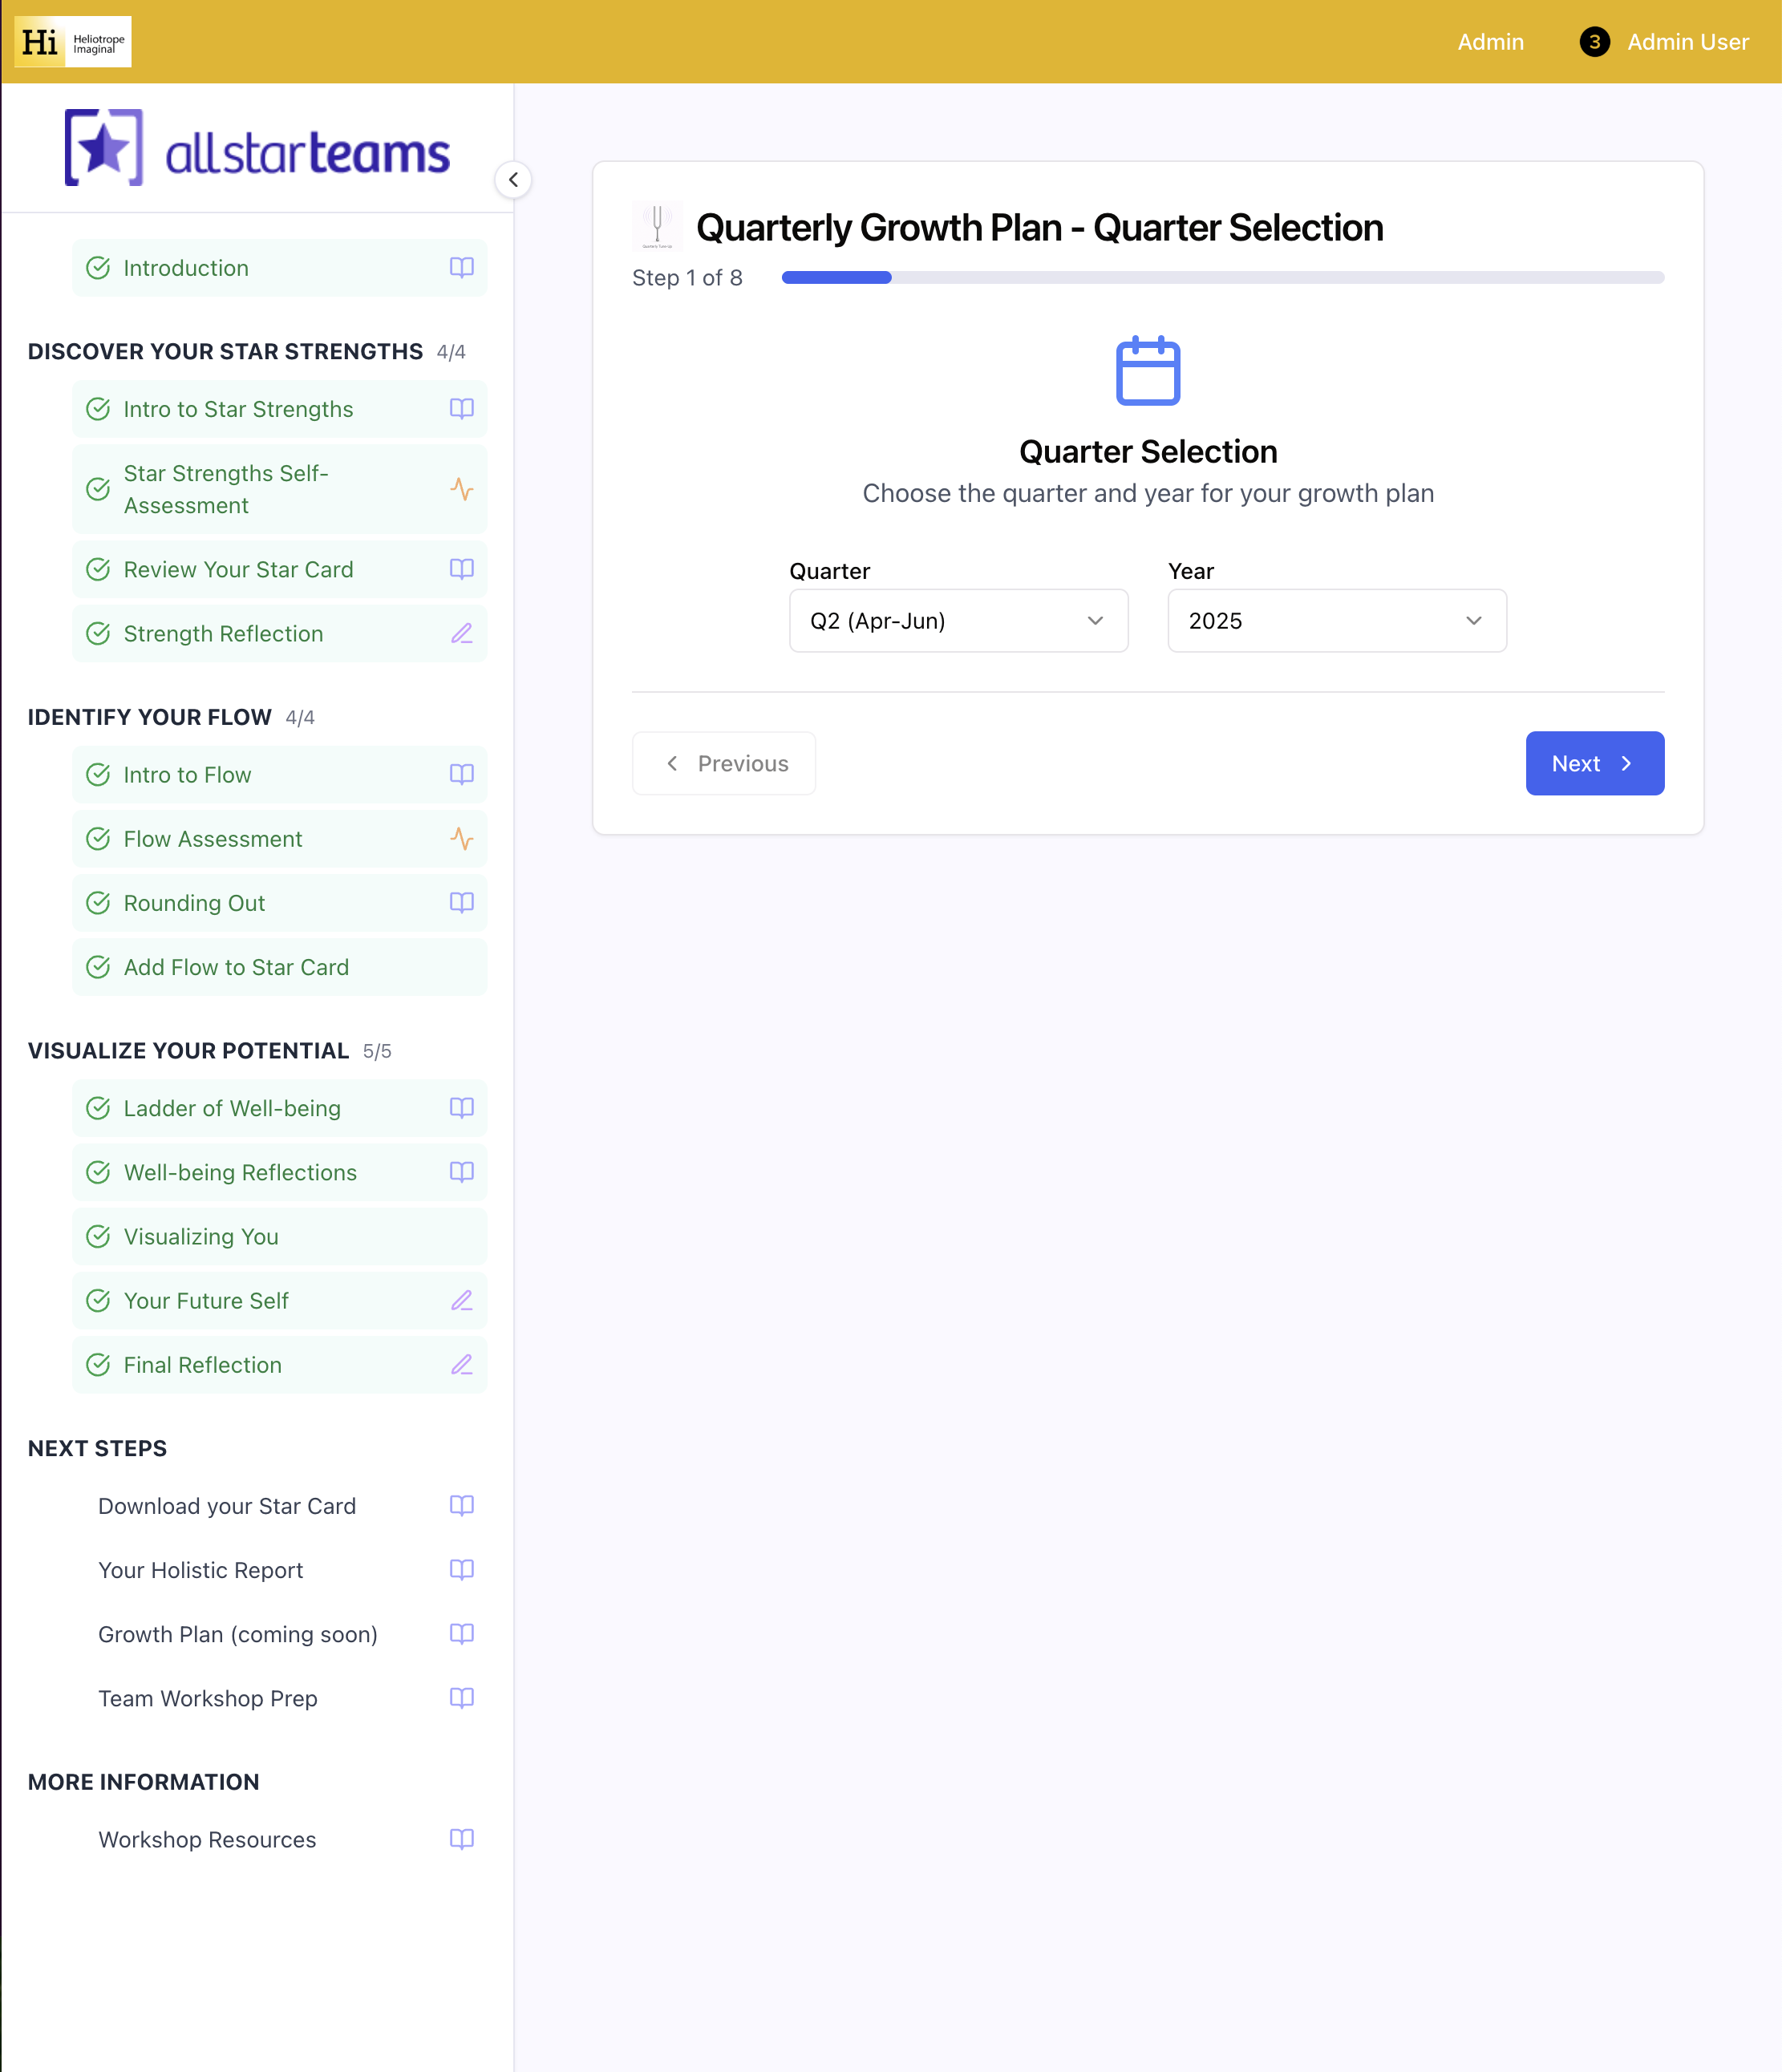 Hi Heliotrope
Imaginal
Admin
3 Admin User
allstarteams
Introduction
DISCOVER YOUR STAR STRENGTHS 4/4
Intro to Star Strengths
Star Strengths Self-
Assessment
Review Your Star Card
Strength Reflection
IDENTIFY YOUR FLOW 4/4
Intro to Flow
Flow Assessment
Rounding Out
Add Flow to Star Card
VISUALIZE YOUR POTENTIAL 5/5
Ladder of Well-being
Well-being Reflections
Visualizing You
Your Future Self
Final Reflection
NEXT STEPS
Download your Star Card
Your Holistic Report
Growth Plan (coming soon)
Team Workshop Prep
MORE INFORMATION
Workshop Resources
Quarterly Growth Plan - Quarter Selection
Step 1 of 8
Quarter Selection
Choose the quarter and year for your growth plan
Quarter
Q2 (Apr-Jun)
Year
2025
Previous
Next